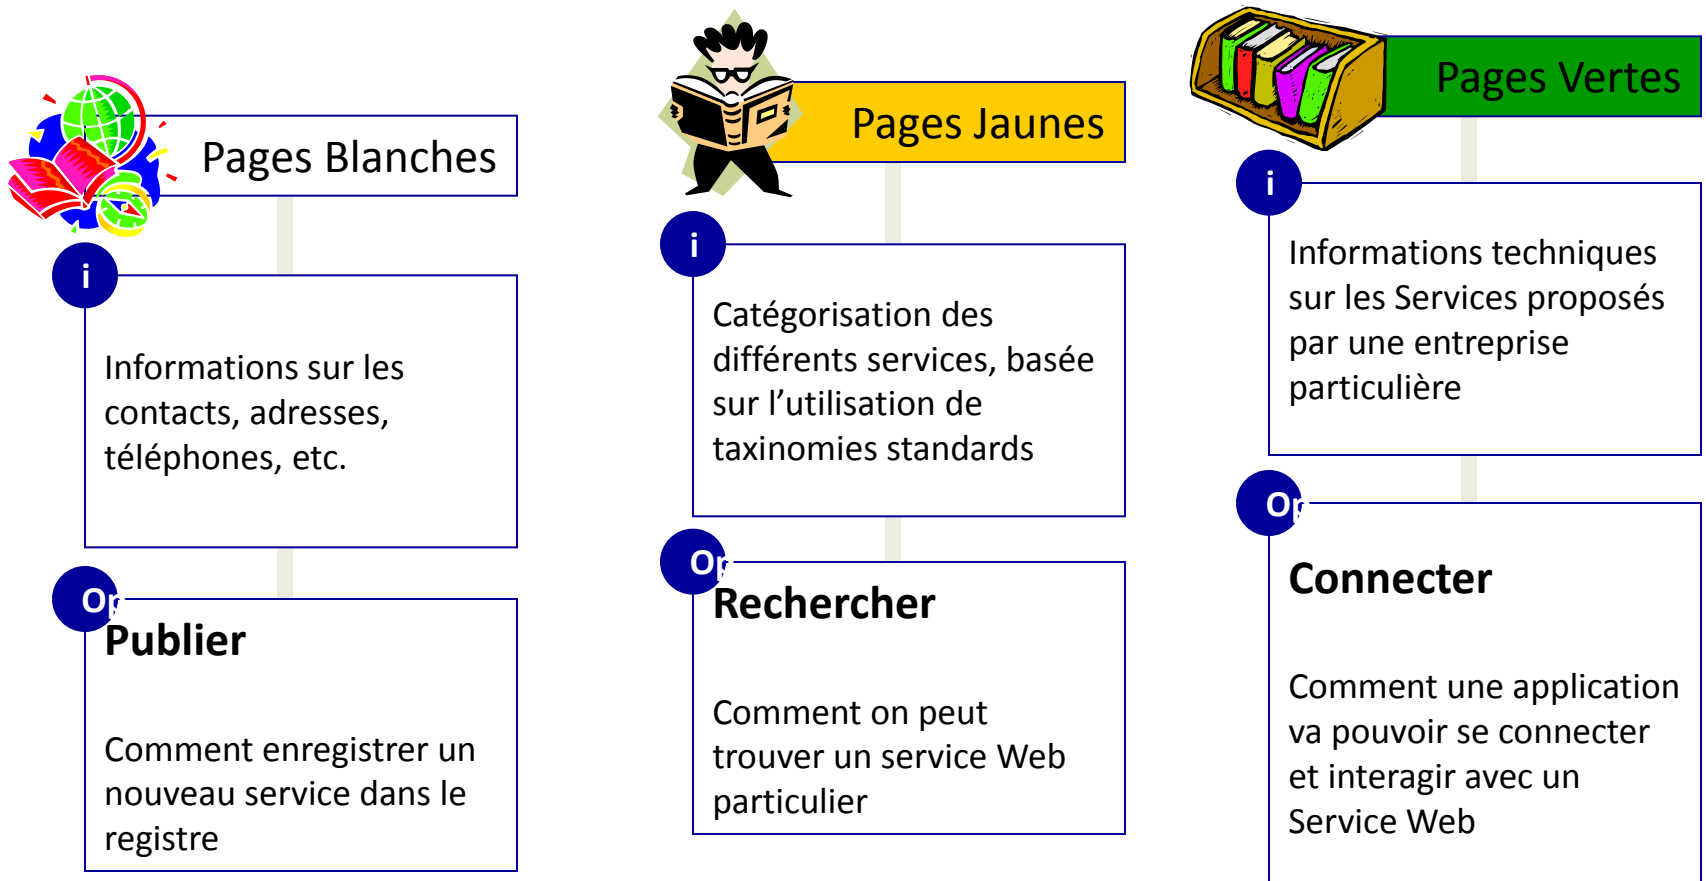 Pages Blanches
i
Informations sur les
contacts, adresses,
téléphones, etc.
Op
Publier
Comment enregistrer un
nouveau service dans le
registre
Pages Jaunes
i
Catégorisation des
différents services, basée
sur l’utilisation de
taxinomies standards
Op
Rechercher
Comment on peut
trouver un service Web
particulier
Pages Vertes
i
Informations techniques
sur les Services proposés
par une entreprise
particulière
Op
Connecter
Comment une application
va pouvoir se connecter
et interagir avec un
Service Web